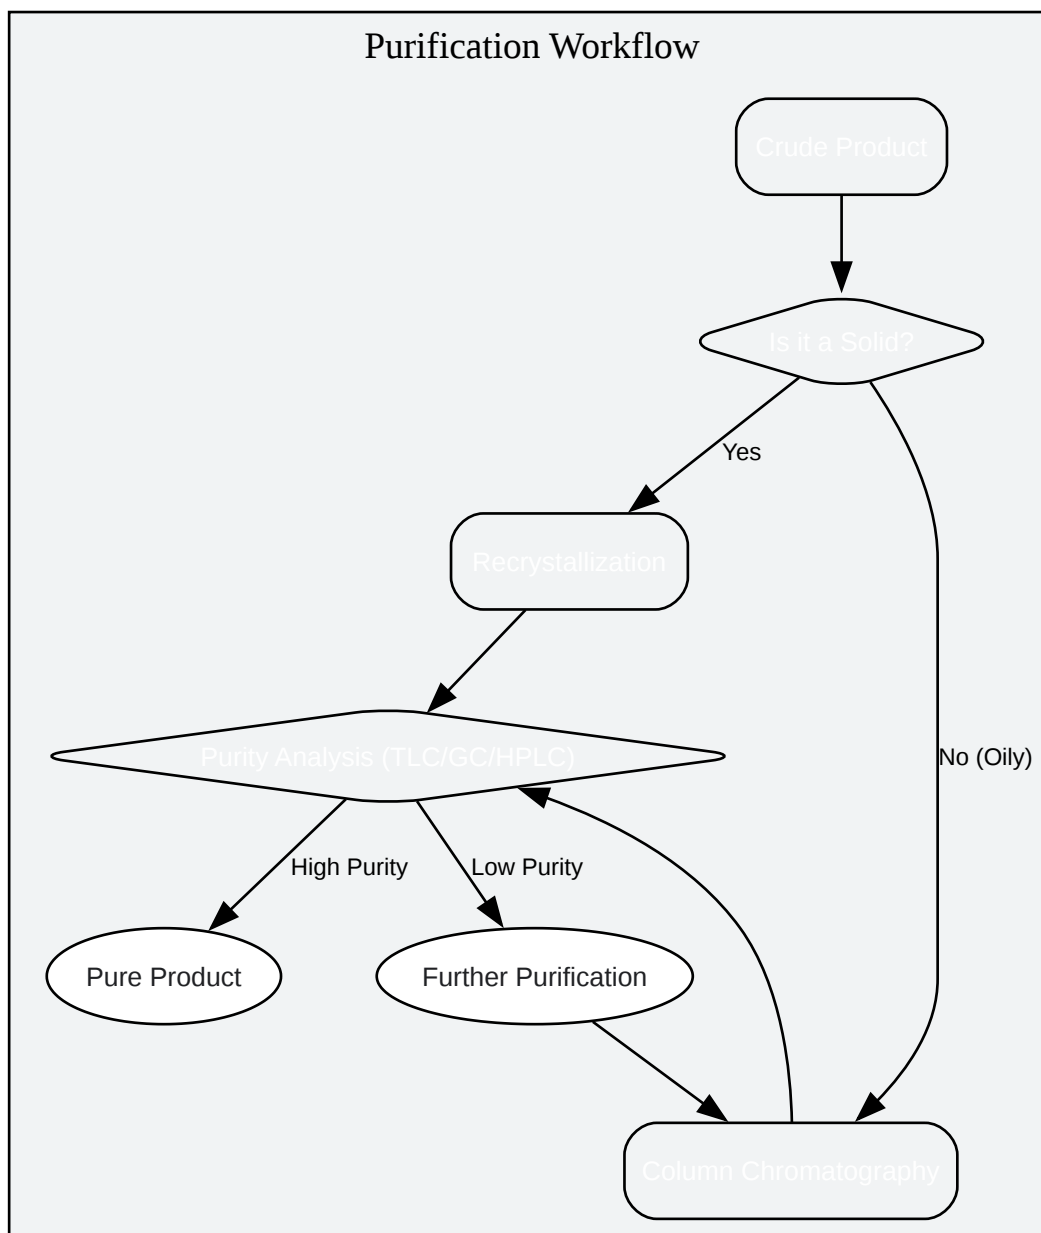 Purification Workflow
Crude Product
Is it a Solid?
Yes
Recrystallization
Purity Analysis (TLC/GC/HPLC)
No (Oily)
High Purity
Low Purity
Pure Product
Further Purification
Column Chromatography